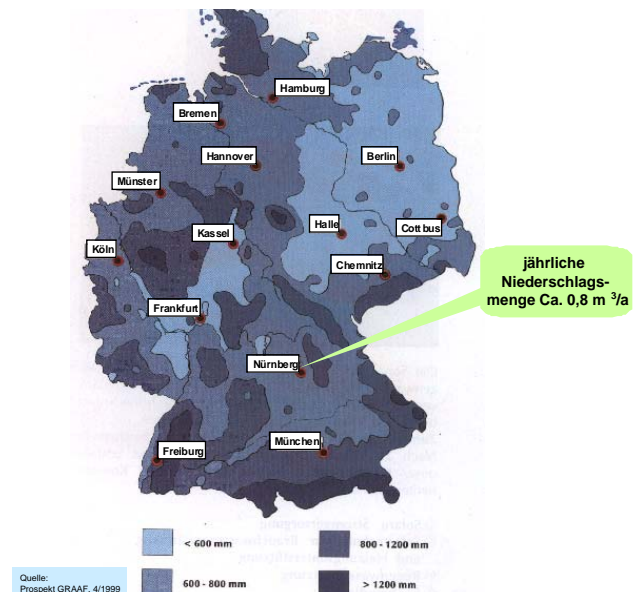 Hamburg
Bremen
Hannover
Berlin
Münster
Cottbus
Halle
Kassel
Köln
Chemnitz
jährliche
Niederschlags-
menge Ca. 0,8 m ³/a
Frankfurt
Nürnberg
München
Freiburg
< 600 mm
800 - 1200 mm
600 - 800 mm
> 1200 mm
Quelle:
Prospekt GRAAF, 4/1999